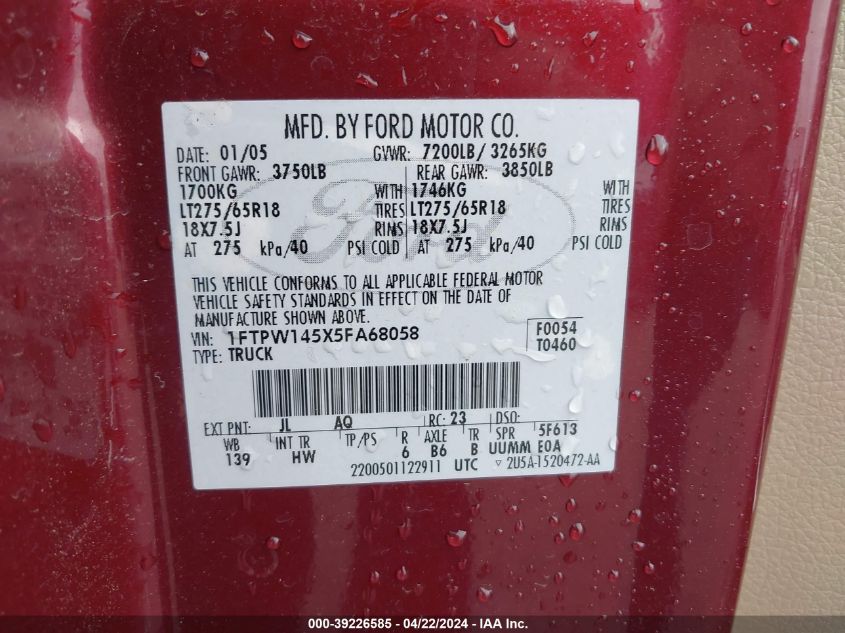 MFD. BY FORD MOTOR CO.
DATE: 01/05 GVWR: 7200LB/ 3265KG
FRONT GAWR: 3750LB REAR GAWR: 3850LB
1700KG WITH 1746KG WITH
LT275/65R18 TIRES LT275/65R18 TIRES
18X7.5J RIMS 18X7.5J RIMS
AT 275 kPa/40 PSI COLD AT 275 kPa/40 PSI COLD
Ford
THIS VEHICLE CONFORMS TO ALL APPLICABLE FEDERAL MOTOR
VEHICLE SAFETY STANDARDS IN EFFECT ON THE DATE OF
MANUFACTURE SHOWN ABOVE.
VIN: 1FTPW145X5FA68058 F0054
TYPE: TRUCK T0460
EXT PNT: JL AQ RC: 23 DSO:
WB INT TR TP/PS R AXLE TR SPR 5F613
139 HW 6 B6 B UUMM E0A
2200501122911 UTC ▽ 2U5A-1520472-AA
000-39226585 - 04/22/2024 - IAA Inc.